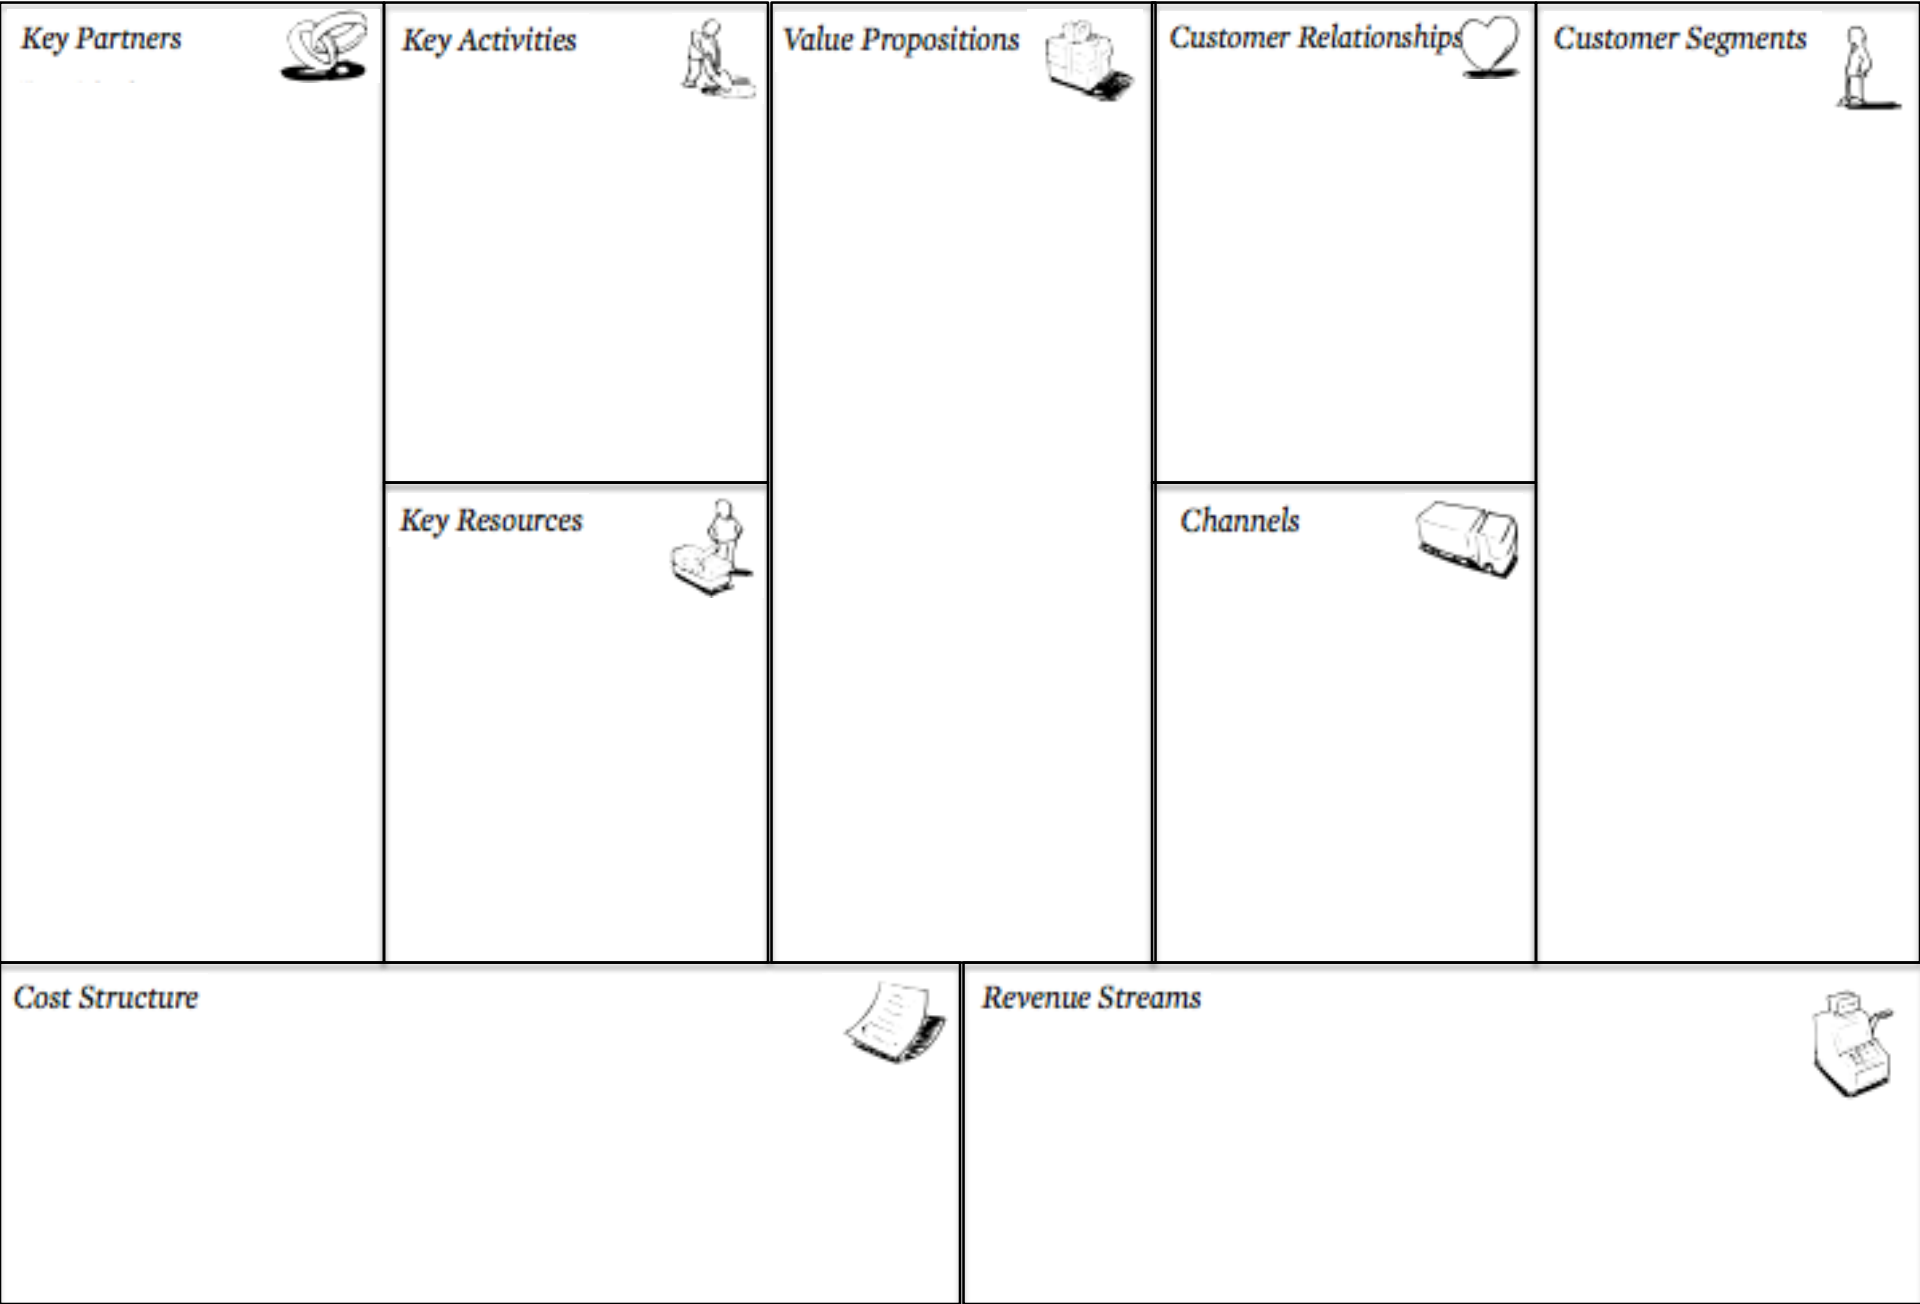 Key Partners
Key Activities
Value Propositions
Customer Relationships
Customer Segments
Key Resources
Channels
Cost Structure
Revenue Streams